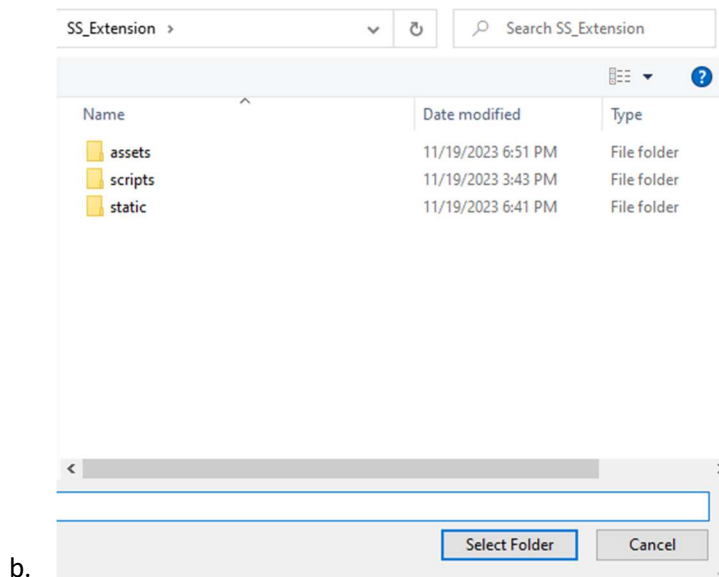 SS_Extension > Search SS_Extension
?
Name Date modified Type
assets 11/19/2023 6:51 PM File folder
scripts 11/19/2023 3:43 PM File folder
static 11/19/2023 6:41 PM File folder
Select Folder Cancel
b.